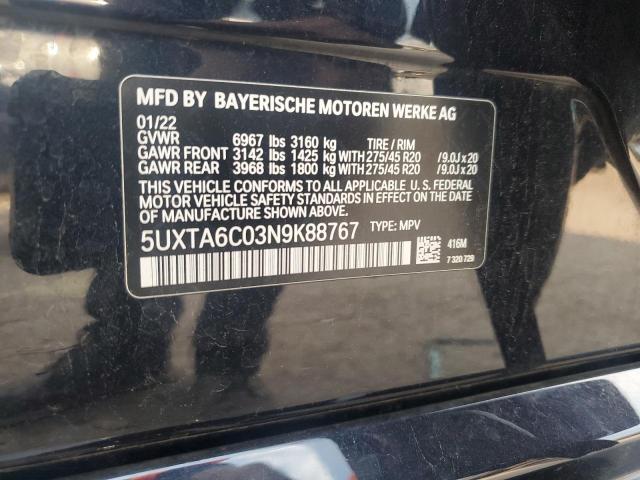 MFD BY BAYERISCHE MOTOREN WERKE AG
01/22
GVWR 6967 lbs 3160 kg TIRE / RIM
GAWR FRONT 3142 lbs 1425 kg WITH 275/45 R20 / 9.0J x 20
GAWR REAR 3968 lbs 1800 kg WITH 275/45 R20 / 9.0J x 20
THIS VEHICLE CONFORMS TO ALL APPLICABLE U. S. FEDERAL
MOTOR VEHICLE SAFETY STANDARDS IN EFFECT ON THE DATE
OF MANUFACTURE SHOWN ABOVE.
5UXTA6C03N9K88767 TYPE: MPV
416M
7 320 729